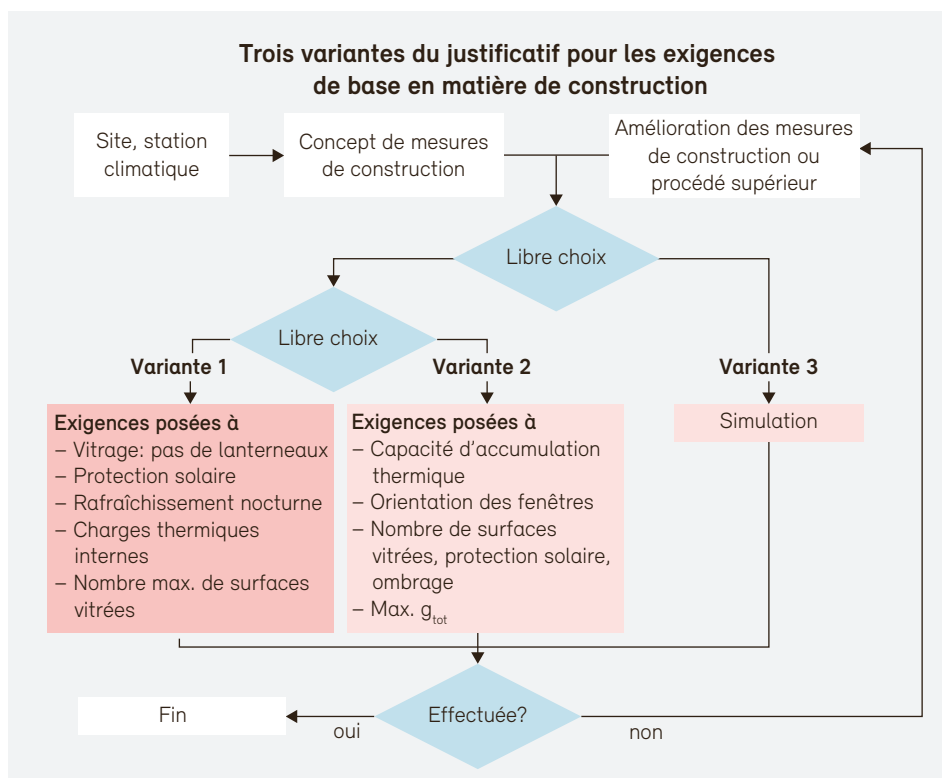 Trois variantes du justificatif pour les exigences
de base en matière de construction
Site, station
climatique
Concept de mesures
de construction
Amélioration des mesures
de construction ou
procédé supérieur
Libre choix
Libre choix
Variante 1
Variante 2
Variante 3
Exigences posées à
– Vitrage: pas de lanterneaux
– Protection solaire
– Rafraîchissement nocturne
– Charges thermiques
internes
– Nombre max. de surfaces
vitrées
Exigences posées à
– Capacité d'accumulation
thermique
– Orientation des fenêtres
– Nombre de surfaces
vitrées, protection solaire,
ombrage
– Max. g_tot
Simulation
Fin
oui
Effectuée?
non